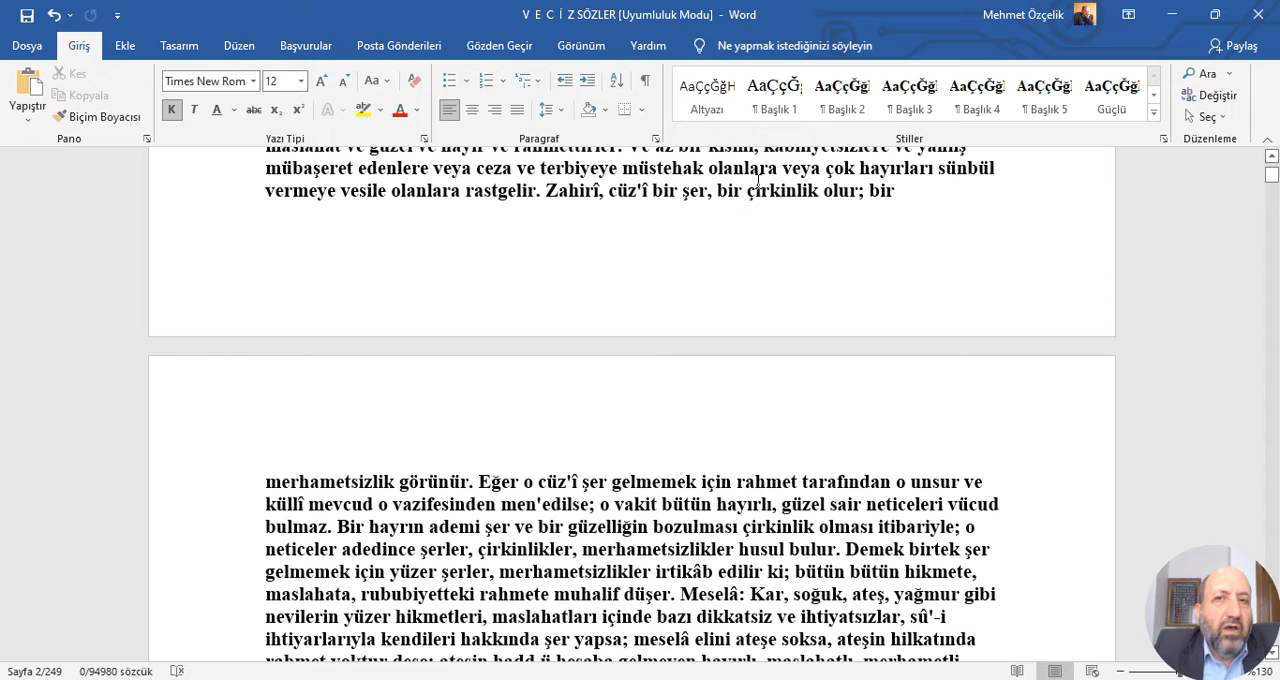 V E C İ Z SÖZLER [Uyumluluk Modu] - Word
Mehmet Özçelik
Dosya Giriş Ekle Tasarım Düzen Başvurular Posta Gönderileri Gözden Geçir Görünüm Yardım Ne yapmak istediğinizi söyleyin Paylaş
Yapıştır
Kes
Kopyala
Biçim Boyacısı
Pano
Times New Rom 12
K T A abc A A
Yazı Tipi
Paragraf
AaÇçĞğH AaÇçĞ; AaÇçĞğ AaÇçĞğİ AaÇçĞğİ AaÇçĞğl AaÇçĞğl
Altyazı ¶ Başlık 1 ¶ Başlık 2 ¶ Başlık 3 ¶ Başlık 4 ¶ Başlık 5 Güçlü
Stiller
Ara
Değiştir
Seç
Düzenleme
maslahat ve güzel ve hayır ve rahmettirler. Ve az bir kısmı, kabiliyetsizlere ve yanlış
mübaşeret edenlere veya ceza ve terbiyeye müstehak olanlara veya çok hayırları sünbül
vermeye vesile olanlara rastgelir. Zahirî, cüz'î bir şer, bir çirkinlik olur; bir
merhametsizlik görünür. Eğer o cüz'î şer gelmemek için rahmet tarafından o unsur ve
küllî mevcud o vazifesinden men'edilse; o vakit bütün hayırlı, güzel sair neticeleri vücud
bulmaz. Bir hayrın ademi şer ve bir güzelliğin bozulması çirkinlik olması itibariyle; o
neticeler adedince şerler, çirkinlikler, merhametsizlikler husul bulur. Demek birtek şer
gelmemek için yüzer şerler, merhametsizlikler irtikâb edilir ki; bütün bütün hikmete,
maslahata, rububiyetteki rahmete muhalif düşer. Meselâ: Kar, soğuk, ateş, yağmur gibi
nevilerin yüzer hikmetleri, maslahatları içinde bazı dikkatsiz ve ihtiyatsızlar, sû'-i
ihtiyarlarıyla kendileri hakkında şer yapsa; meselâ elini ateşe soksa, ateşin hilkatında
rahmet yoktur dese; ateşin hadd ü hesaba gelmeyen hayırlı, maslahatlı, merhametli
Sayfa 2/249 0/94980 sözcük
%130